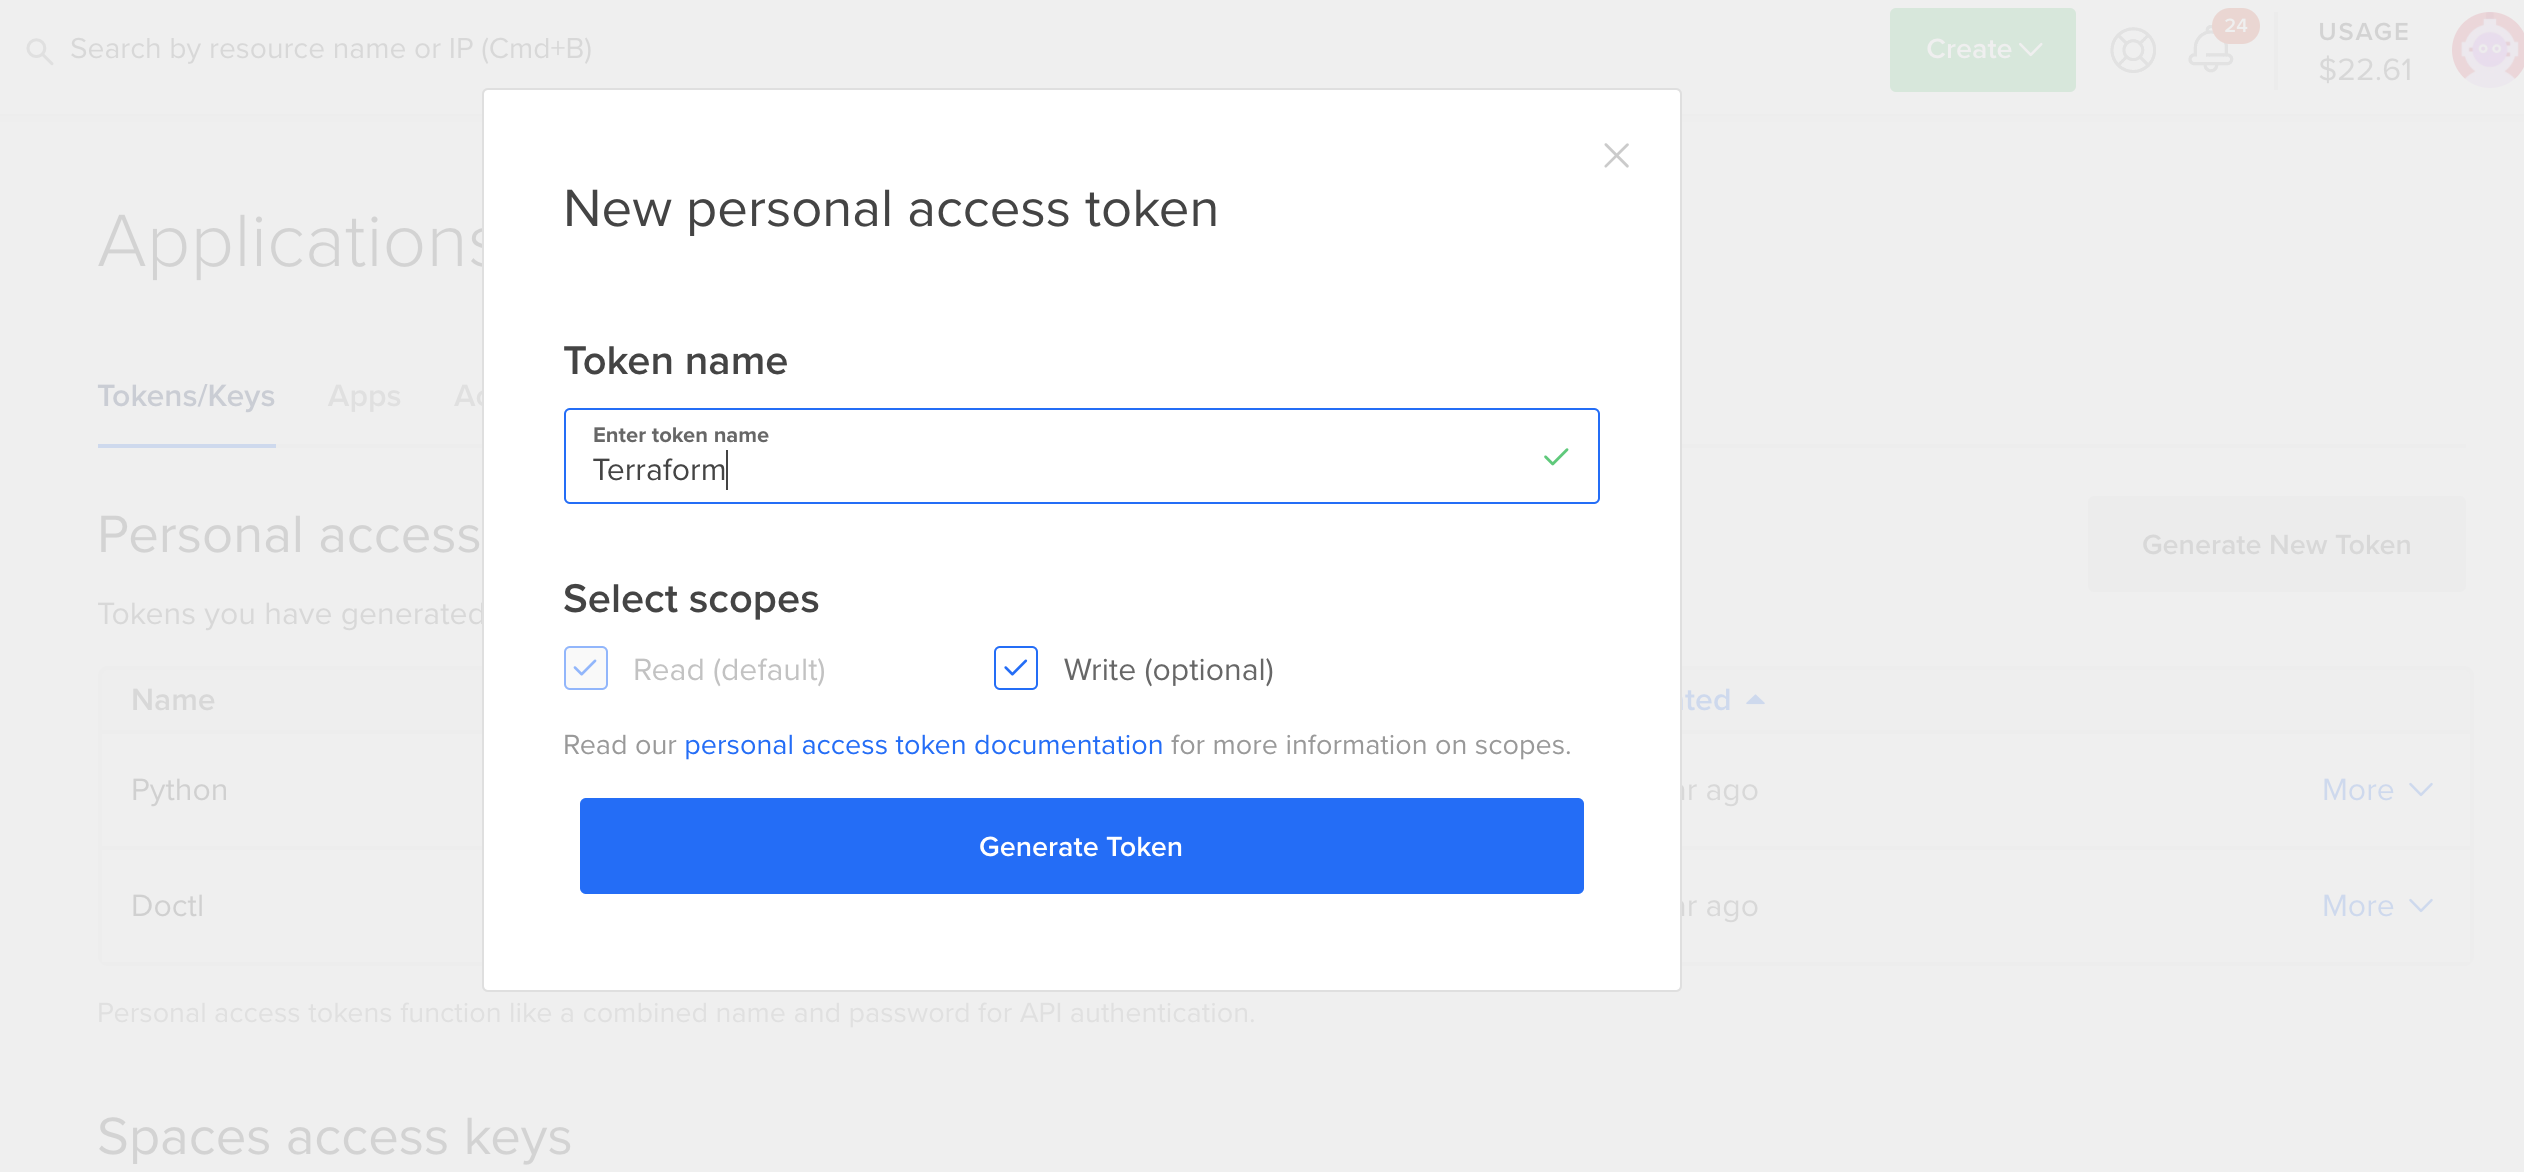 Search by resource name or IP (Cmd+B)
Create
24
USAGE
$22.61
New personal access token
Applications
Token name
Tokens/Keys
Apps
Enter token name
Terraform
Personal access
Generate New Token
Select scopes
Tokens you have generated
Read (default)
Write (optional)
Name
Read our personal access token documentation for more information on scopes.
Python
ago
More
Generate Token
Doctl
ago
More
Personal access tokens function like a combined name and password for API authentication.
Spaces access keys